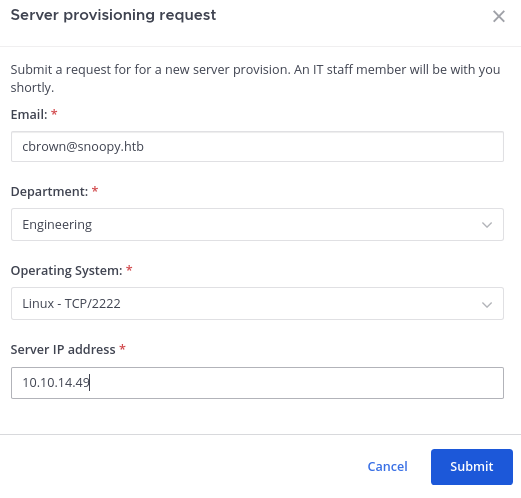 Server provisioning request
Submit a request for for a new server provision. An IT staff member will be with you
shortly.
Email: *
cbrown@snoopy.htb
Department: *
Engineering
Operating System: *
Linux - TCP/2222
Server IP address *
10.10.14.49
Cancel
Submit